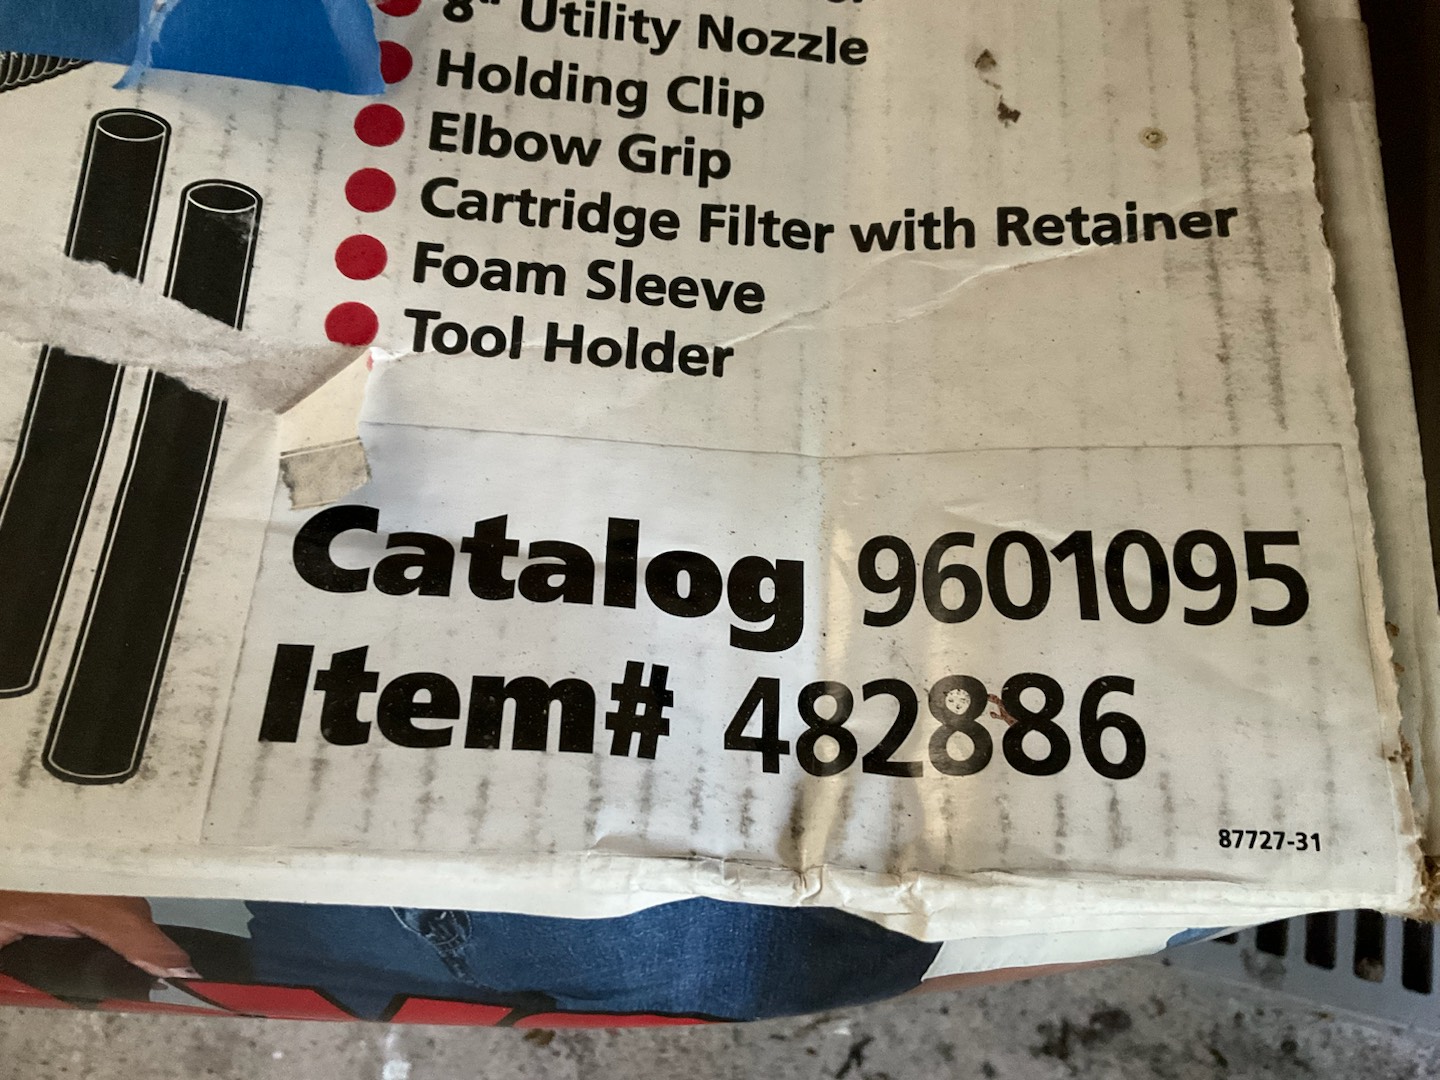 8" Utility Nozzle
Holding Clip
Elbow Grip
Cartridge Filter with Retainer
Foam Sleeve
Tool Holder
Catalog 9601095
Item# 482886
87727-31